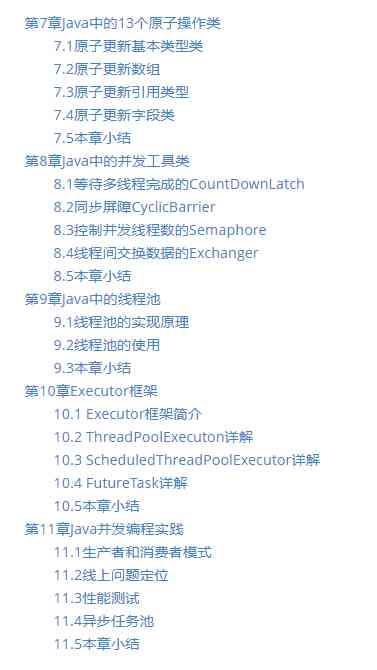 第7章Java中的13个原子操作类
7.1原子更新基本类型类
7.2原子更新数组
7.3原子更新引用类型
7.4原子更新字段类
7.5本章小结
第8章Java中的并发工具类
8.1等待多线程完成的CountDownLatch
8.2同步屏障CyclicBarrier
8.3控制并发线程数的Semaphore
8.4线程间交换数据的Exchanger
8.5本章小结
第9章Java中的线程池
9.1线程池的实现原理
9.2线程池的使用
9.3本章小结
第10章Executor框架
10.1 Executor框架简介
10.2 ThreadPoolExecuton详解
10.3 ScheduledThreadPoolExecutor详解
10.4 FutureTask详解
10.5本章小结
第11章Java并发编程实践
11.1生产者和消费者模式
11.2线上问题定位
11.3性能测试
11.4异步任务池
11.5本章小结